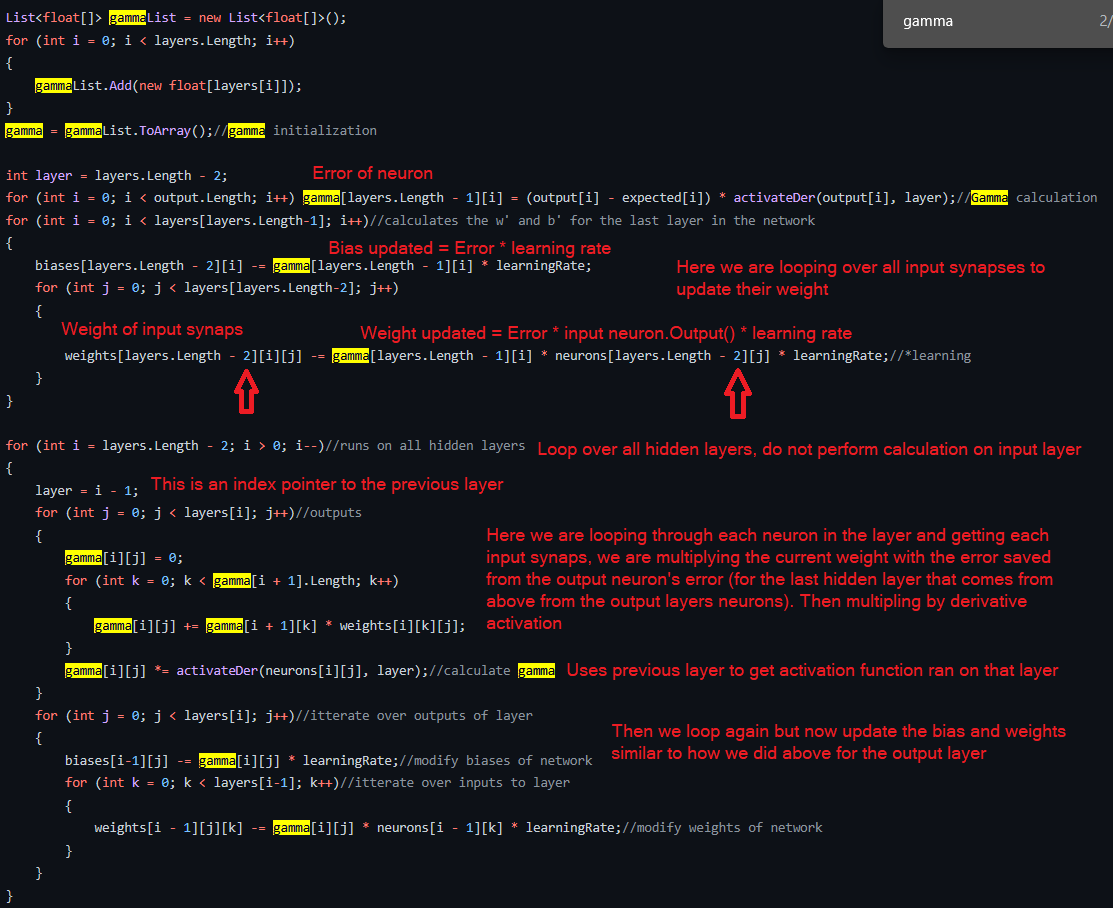 gamma 2/
List<float[]> gammaList = new List<float[]>();
for (int i = 0; i < layers.Length; i++)
{
gammaList.Add(new float[layers[i]]);
}
gamma = gammaList.ToArray();//gamma initialization
Error of neuron
int layer = layers.Length - 2;
for (int i = 0; i < output.Length; i++) gamma[layers.Length - 1][i] = (output[i] - expected[i]) * activateDer(output[i], layer);//Gamma calculation
for (int i = 0; i < layers[layers.Length-1]; i++)//calculates the w' and b' for the last layer in the network
{
Bias updated = Error * learning rate
biases[layers.Length - 2][i] -= gamma[layers.Length - 1][i] * learningRate;
Here we are looping over all input synapses to
update their weight
for (int j = 0; j < layers[layers.Length-2]; j++)
{
Weight of input synaps
Weight updated = Error * input neuron.Output() * learning rate
weights[layers.Length - 2][i][j] -= gamma[layers.Length - 1][i] * neurons[layers.Length - 2][j] * learningRate;//*learning
}
}
for (int i = layers.Length - 2; i > 0; i--)//runs on all hidden layers
Loop over all hidden layers, do not perform calculation on input layer
{
layer = i - 1;
This is an index pointer to the previous layer
for (int j = 0; j < layers[i]; j++)//outputs
{
Here we are looping through each neuron in the layer and getting each
input synaps, we are multiplying the current weight with the error saved
from the output neuron's error (for the last hidden layer that comes from
above from the output layers neurons). Then multipling by derivative
activation
gamma[i][j] = 0;
for (int k = 0; k < gamma[i + 1].Length; k++)
{
gamma[i][j] += gamma[i + 1][k] * weights[i][k][j];
}
gamma[i][j] *= activateDer(neurons[i][j], layer);//calculate gamma
Uses previous layer to get activation function ran on that layer
}
for (int j = 0; j < layers[i]; j++)//itterate over outputs of layer
{
Then we loop again but now update the bias and weights
similar to how we did above for the output layer
biases[i-1][j] -= gamma[i][j] * learningRate;//modify biases of network
for (int k = 0; k < layers[i-1]; k++)//itterate over inputs to layer
{
weights[i - 1][j][k] -= gamma[i][j] * neurons[i - 1][k] * learningRate;//modify weights of network
}
}
}